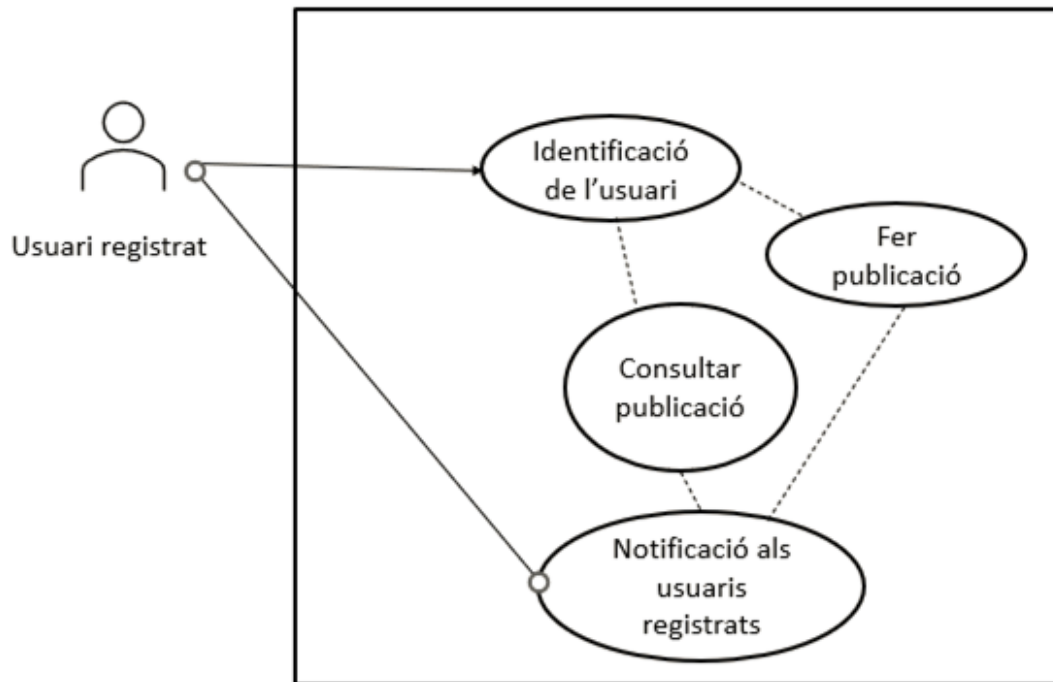 Usuari registrat
Identificació
de l'usuari
Fer
publicació
Consultar
publicació
Notificació als
usuaris
registrats